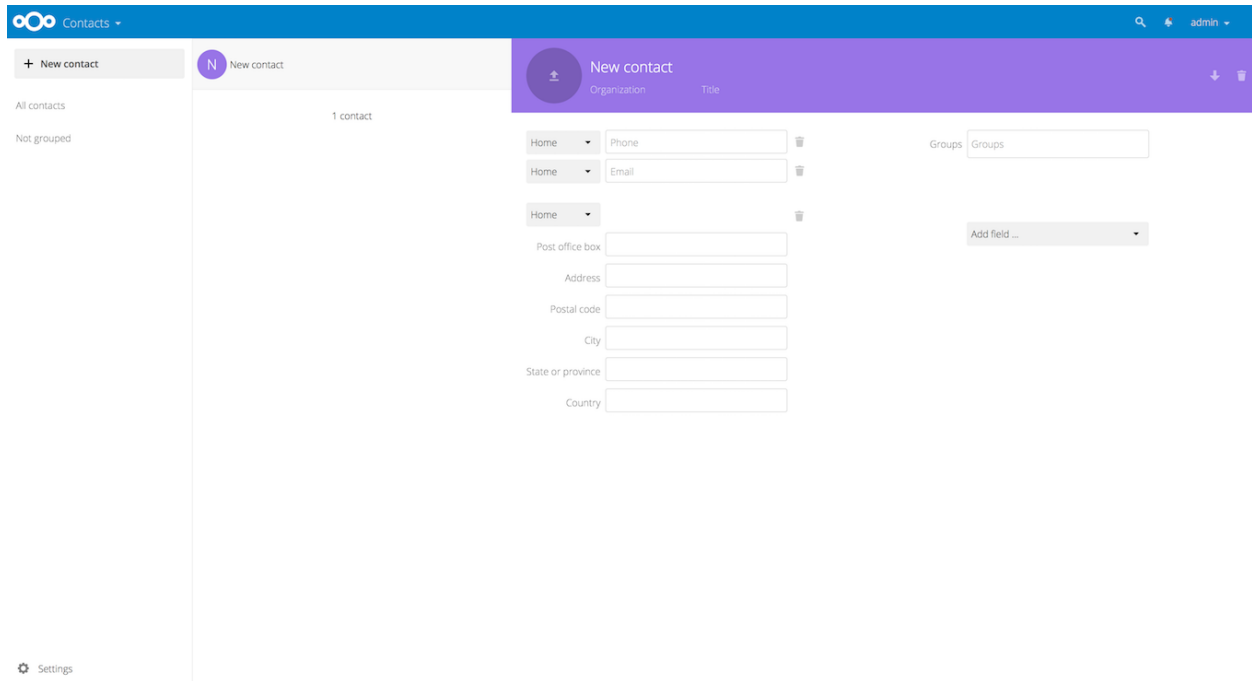 Contacts
admin
New contact
All contacts
Not grouped
Settings
N New contact
1 contact
New contact
Organization Title
Home Phone
Home Email
Home
Post office box
Address
Postal code
City
State or province
Country
Groups Groups
Add field ...